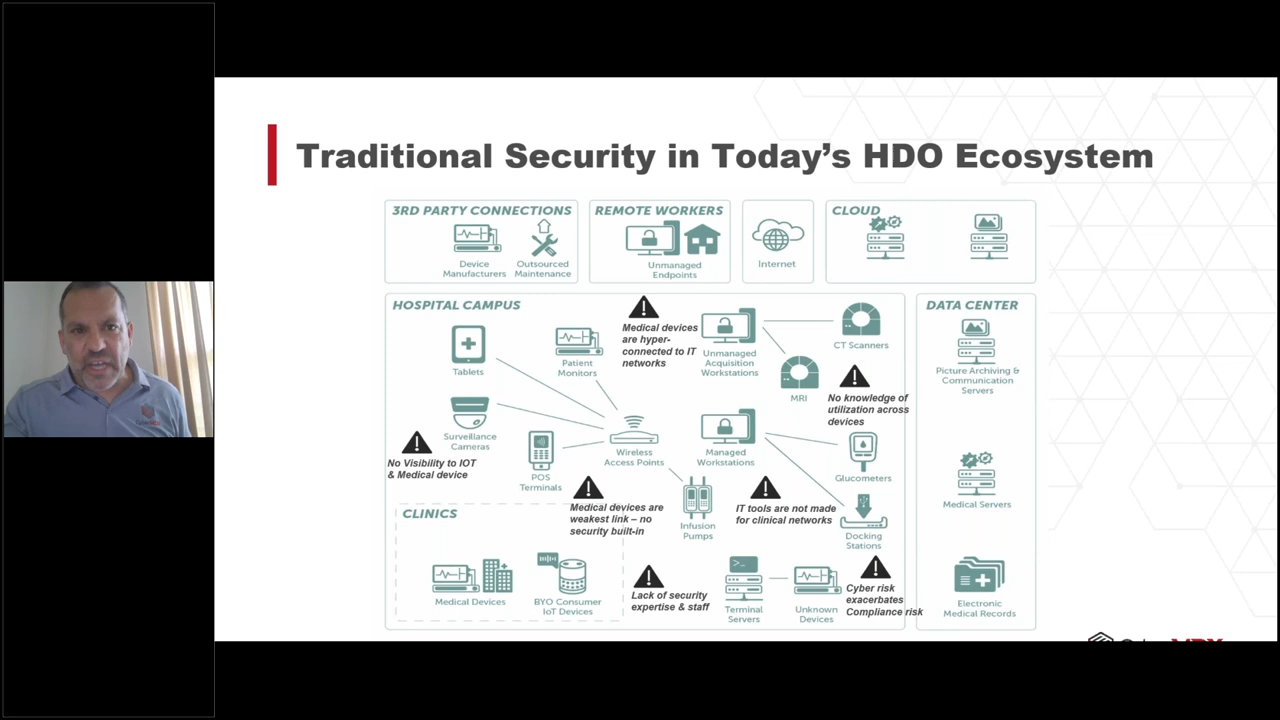 Traditional Security in Today's HDO Ecosystem
3RD PARTY CONNECTIONS
Device
Manufacturers
Outsourced
Maintenance
REMOTE WORKERS
Unmanaged
Endpoints
Internet
CLOUD
HOSPITAL CAMPUS
Tablets
Patient
Monitors
Medical devices
are hyper-
connected to IT
networks
Unmanaged
Acquisition
Workstations
CT Scanners
MRI
No knowledge of
utilization across
devices
Surveillance
Cameras
No Visibility to IOT
& Medical device
POS
Terminals
Wireless
Access Points
Managed
Workstations
Glucometers
Medical devices are
weakest link – no
security built-in
Infusion
Pumps
IT tools are not made
for clinical networks
Docking
Stations
CLINICS
Medical Devices
BYO Consumer
IoT Devices
Lack of security
expertise & staff
>_
Terminal
Servers
Unknown
Devices
Cyber risk
exacerbates
Compliance risk
DATA CENTER
Picture Archiving &
Communication
Servers
Medical Servers
Electronic
Medical Records